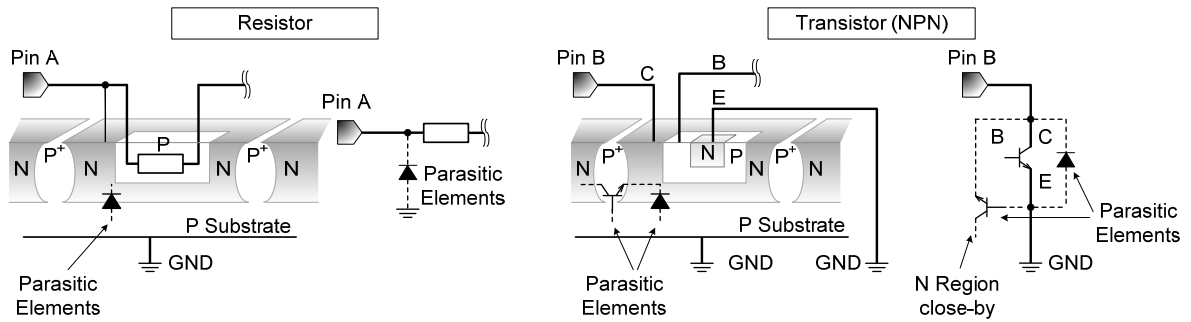 Resistor
Transistor (NPN)
Pin A
Pin A
N
P+
N
P
P+
N
N
Parasitic
Elements
P Substrate
GND
Parasitic
Elements
Pin B
C
B
E
N
P+
N
N
P
P+
N
N
P Substrate
GND
GND
Parasitic
Elements
Pin B
B
C
E
Parasitic
Elements
GND
N Region
close-by